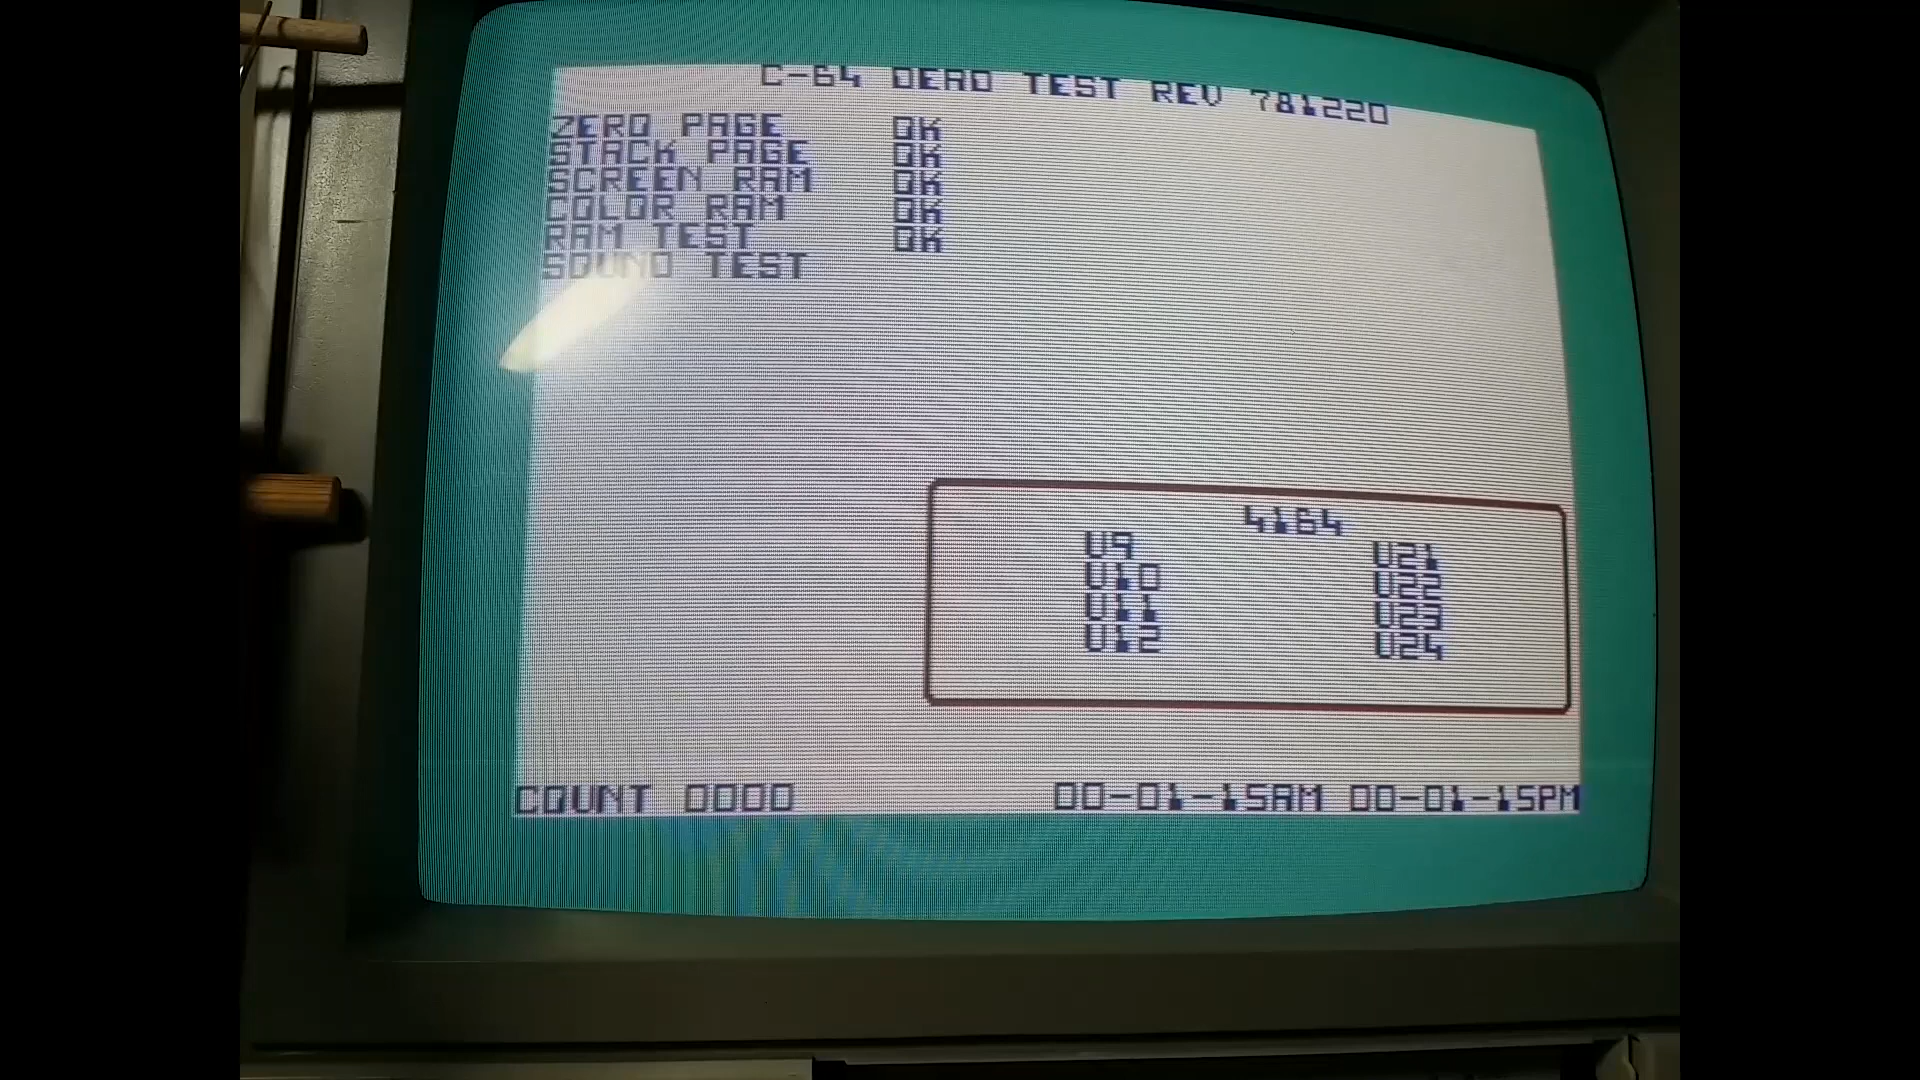 C-64 DEAD TEST REV 781220
ZERO PAGE OK
STACK PAGE OK
SCREEN RAM OK
COLOR RAM OK
RAM TEST OK
SOUND TEST
4164
U9 U21
U10 U22
U11 U23
U12 U24
COUNT 0000 00-01-15AM 00-01-15PM